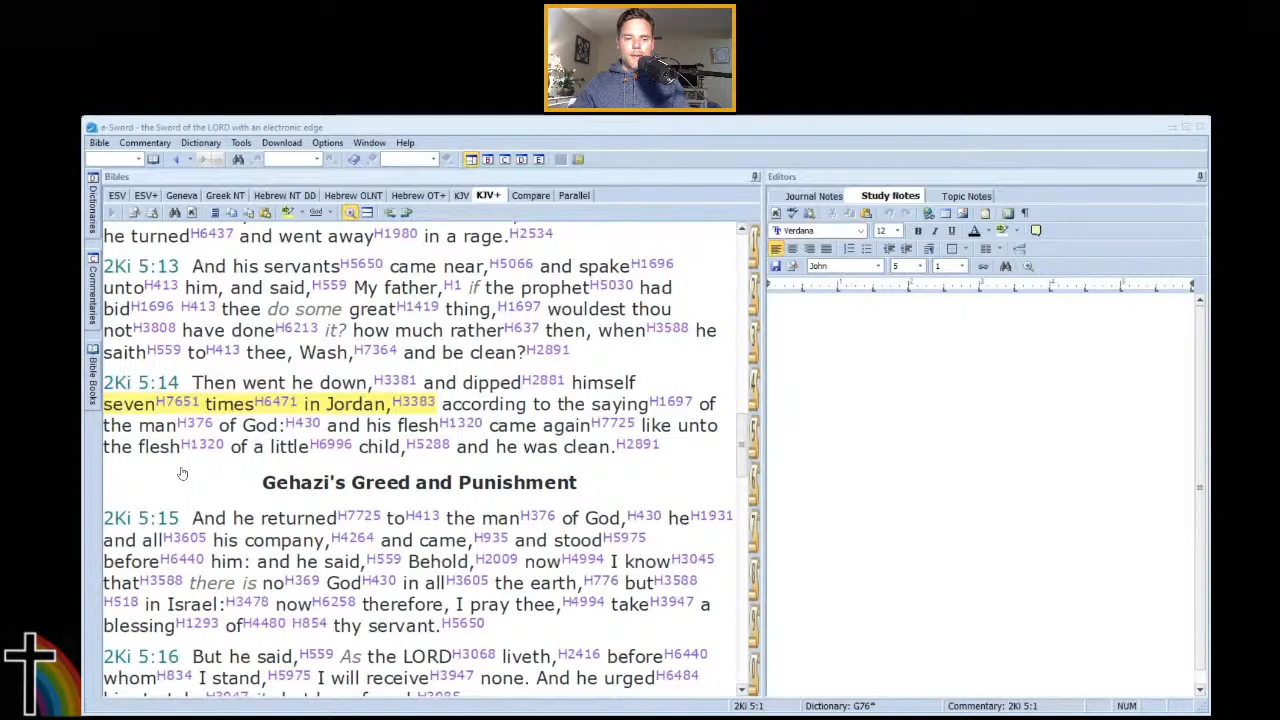 e-Sword - the Sword of the LORD with an electronic edge
Bible Commentary Dictionary Tools Download Options Window Help
B C D E
Bibles
ESV ESV+ Geneva Greek NT Hebrew NT DD Hebrew OLNT Hebrew OT+ KJV KJV+ Compare Parallel
he turnedH6437 and went awayH1980 in a rage.H2534
2Ki 5:13 And his servantsH5650 came near,H5066 and spakeH1696
untoH413 him, and said,H559 My father,H1 if the prophetH5030 had
bidH1696 H413 thee do some greatH1419 thing,H1697 wouldest thou
notH3808 have doneH6213 it? how much ratherH637 then, whenH3588 he
saithH559 toH413 thee, Wash,H7364 and be clean?H2891
2Ki 5:14 Then went he down,H3381 and dippedH2881 himself
sevenH7651 timesH6471 in Jordan,H3383 according to the sayingH1697 of
the manH376 of God:H430 and his fleshH1320 came againH7725 like unto
the fleshH1320 of a littleH6996 child,H5288 and he was clean.H2891
Gehazi's Greed and Punishment
2Ki 5:15 And he returnedH7725 toH413 the manH376 of God,H430 heH1931
and allH3605 his company,H4264 and came,H935 and stoodH5975
beforeH6440 him: and he said,H559 Behold,H2009 nowH4994 I knowH3045
thatH3588 there is noH369 GodH430 in allH3605 the earth,H776 butH3588
H518 in Israel:H3478 nowH6258 therefore, I pray thee,H4994 takeH3947 a
blessingH1293 ofH4480 H854 thy servant.H5650
2Ki 5:16 But he said,H559 As the LORDH3068 liveth,H2416 beforeH6440
whomH834 I stand,H5975 I will receiveH3947 none. And he urgedH6484
Dictionaries
Commentaries
Bible Books
Editors
Journal Notes Study Notes Topic Notes
Verdana 12 B I U A
John 5 1
2Ki 5:1 Dictionary: G76* Commentary: 2Ki 5:1 NUM